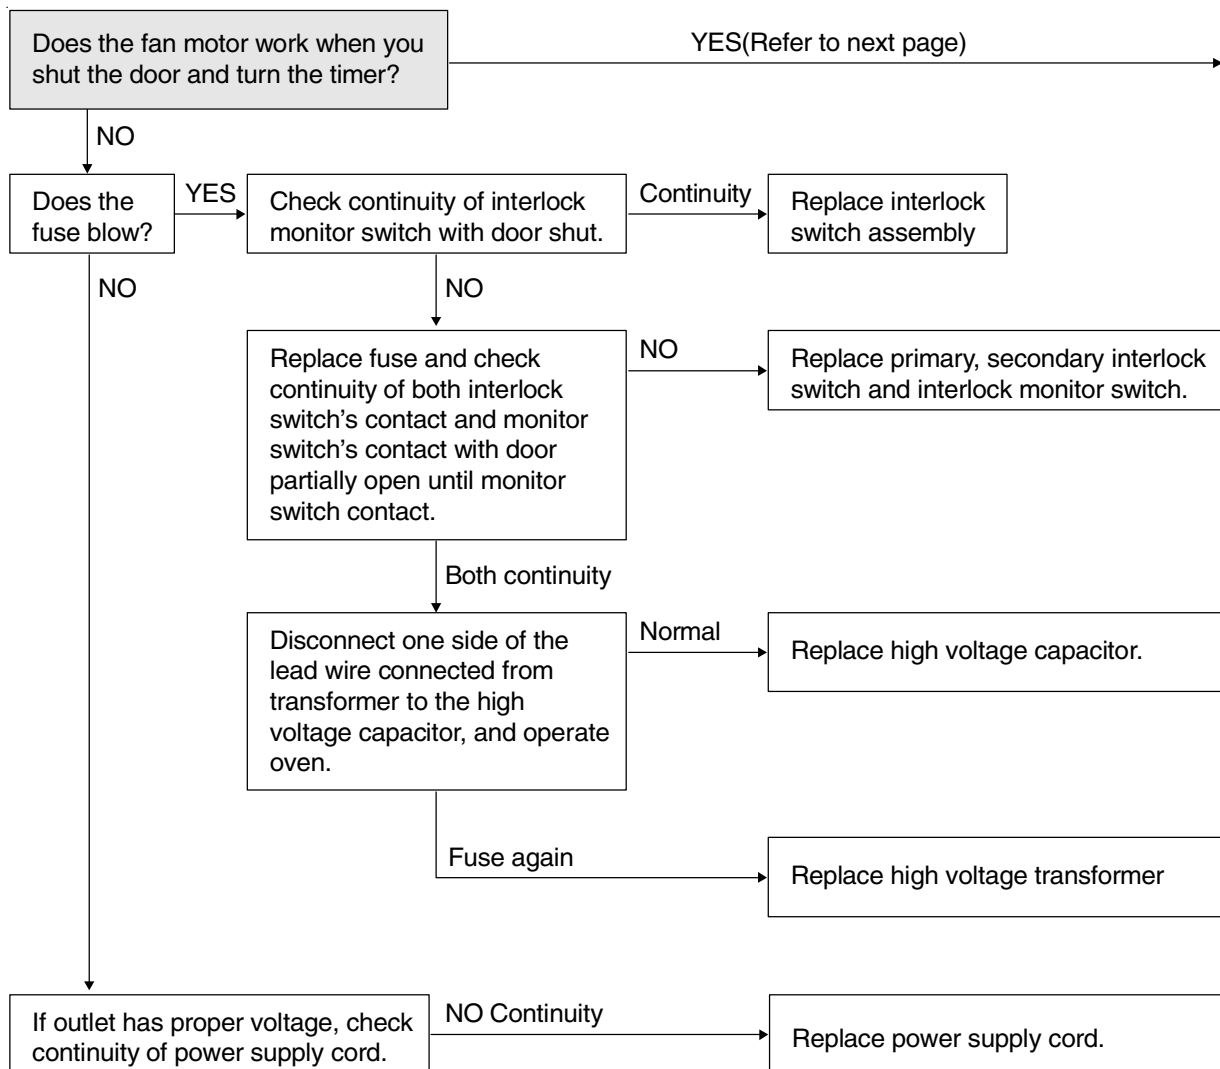 Does the fan motor work when you
shut the door and turn the timer?
YES(Refer to next page)
NO
Does the
fuse blow?
YES
Check continuity of interlock
monitor switch with door shut.
Continuity
Replace interlock
switch assembly
NO
NO
Replace fuse and check
continuity of both interlock
switch’s contact and monitor
switch’s contact with door
partially open until monitor
switch contact.
NO
Replace primary, secondary interlock
switch and interlock monitor switch.
Both continuity
Disconnect one side of the
lead wire connected from
transformer to the high
voltage capacitor, and operate
oven.
Normal
Replace high voltage capacitor.
Fuse again
Replace high voltage transformer
If outlet has proper voltage, check
continuity of power supply cord.
NO Continuity
Replace power supply cord.